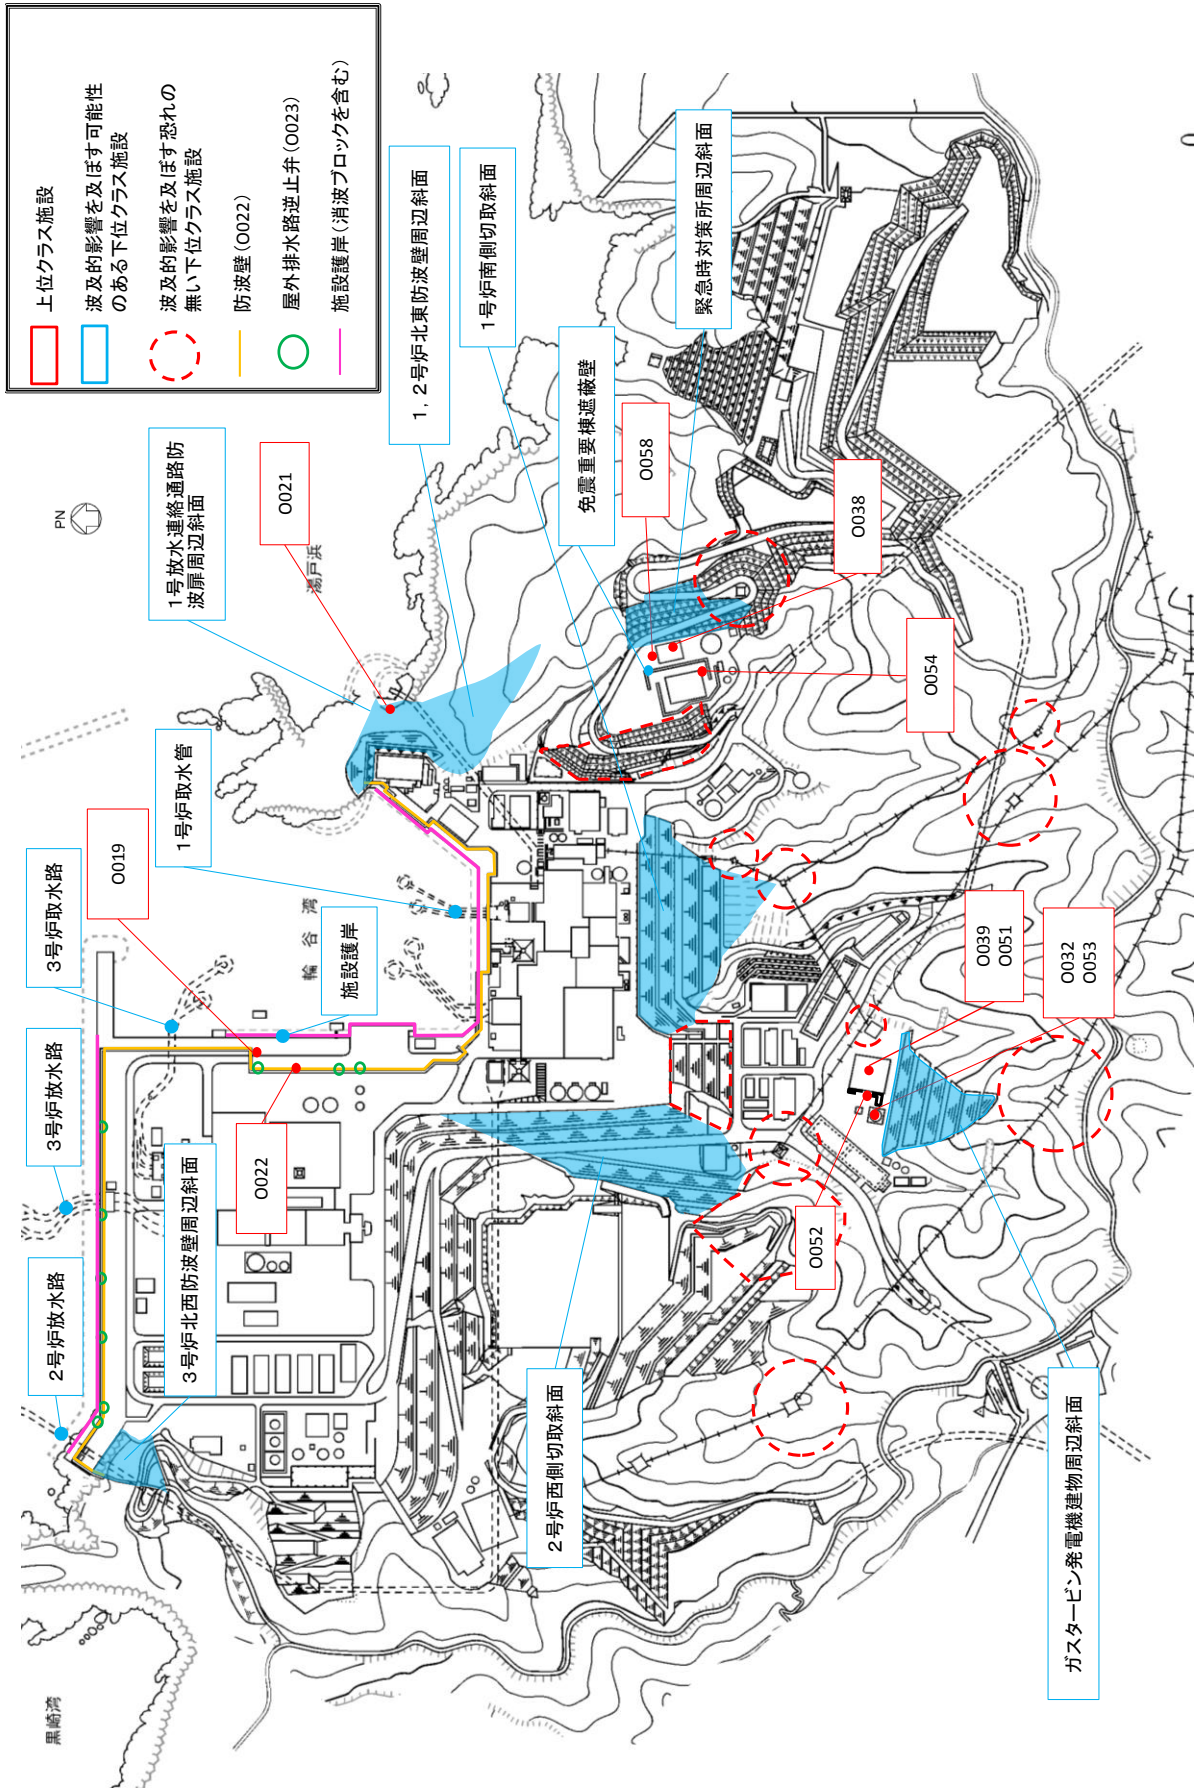 上位クラス施設
波及的影響を及ぼす可能性
のある下位クラス施設
波及的影響を及ぼす恐れの
無い下位クラス施設
防波壁(O022)
屋外排水路逆止弁(O023)
施設護岸(消波ブロックを含む)
PN
黒崎湾
湯戸浜
輪谷湾
2号炉放水路
3号炉放水路
3号炉取水路
O019
1号炉取水管
1号放水連絡通路防
波扉周辺斜面
O021
1，2号炉北東防波壁周辺斜面
1号炉南側切取斜面
免震重要棟遮蔽壁
緊急時対策所周辺斜面
O058
O038
O054
施設護岸
O022
3号炉北西防波壁周辺斜面
O039
O051
O032
O053
O052
2号炉西側切取斜面
ガスタービン発電機建物周辺斜面
0